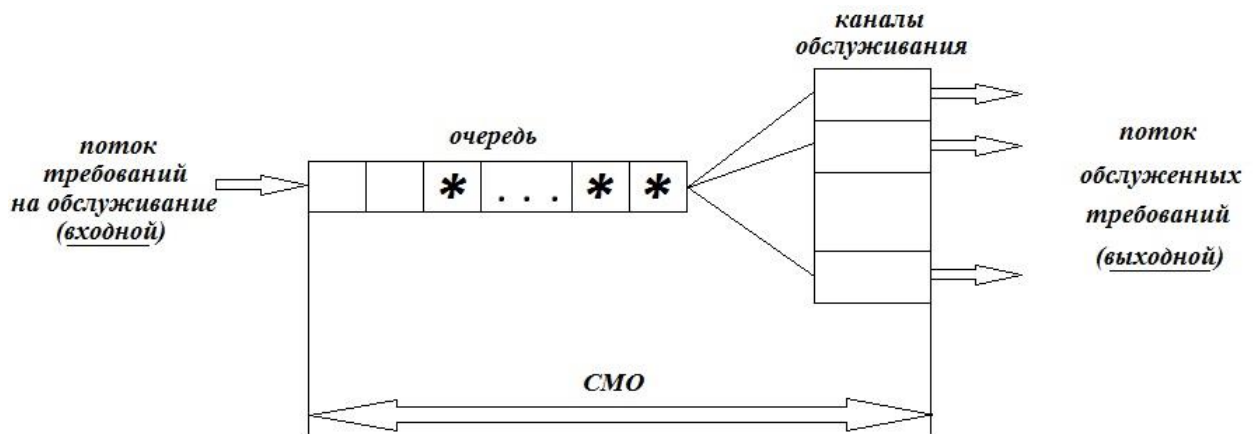 каналы
обслуживания
очередь
поток
требований
на обслуживание
(входной)
* . . . * *
поток
обслуженных
требований
(выходной)
СМО